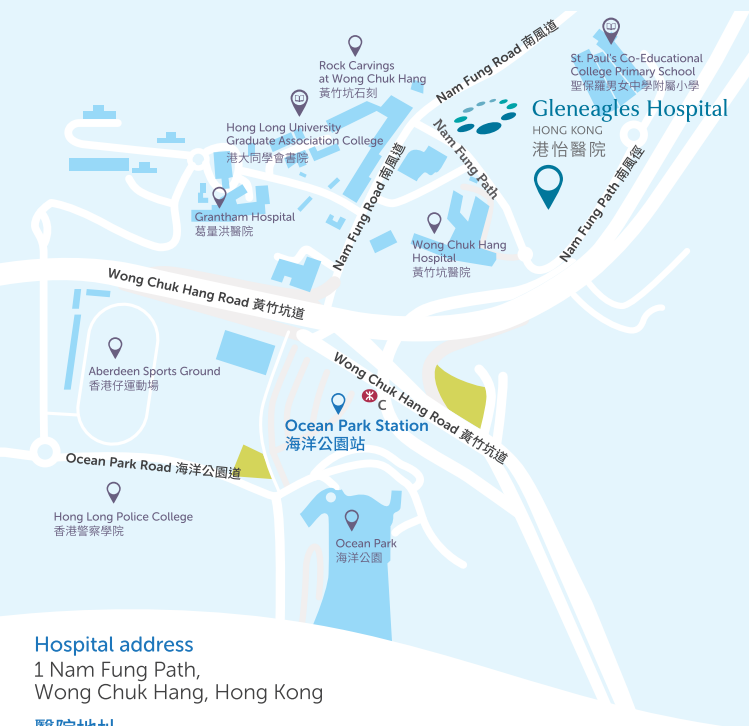 Nam Fung Road 南風道
Rock Carvings
at Wong Chuk Hang
黃竹坑石刻
St. Paul's Co-Educational
College Primary School
聖保羅男女中學附屬小學
Gleneagles Hospital
HONG KONG
港怡醫院
Hong Long University
Graduate Association College
港大同學會書院
Nam Fung Path
Nam Fung Road 南風道
Nam Fung Path 南風徑
Grantham Hospital
葛量洪醫院
Wong Chuk Hang
Hospital
黃竹坑醫院
Wong Chuk Hang Road 黃竹坑道
Aberdeen Sports Ground
香港仔運動場
Wong Chuk Hang Road 黃竹坑道
C
Ocean Park Station
海洋公園站
Ocean Park Road 海洋公園道
Hong Long Police College
香港警察學院
Ocean Park
海洋公園
Hospital address
1 Nam Fung Path,
Wong Chuk Hang, Hong Kong
醫院地址